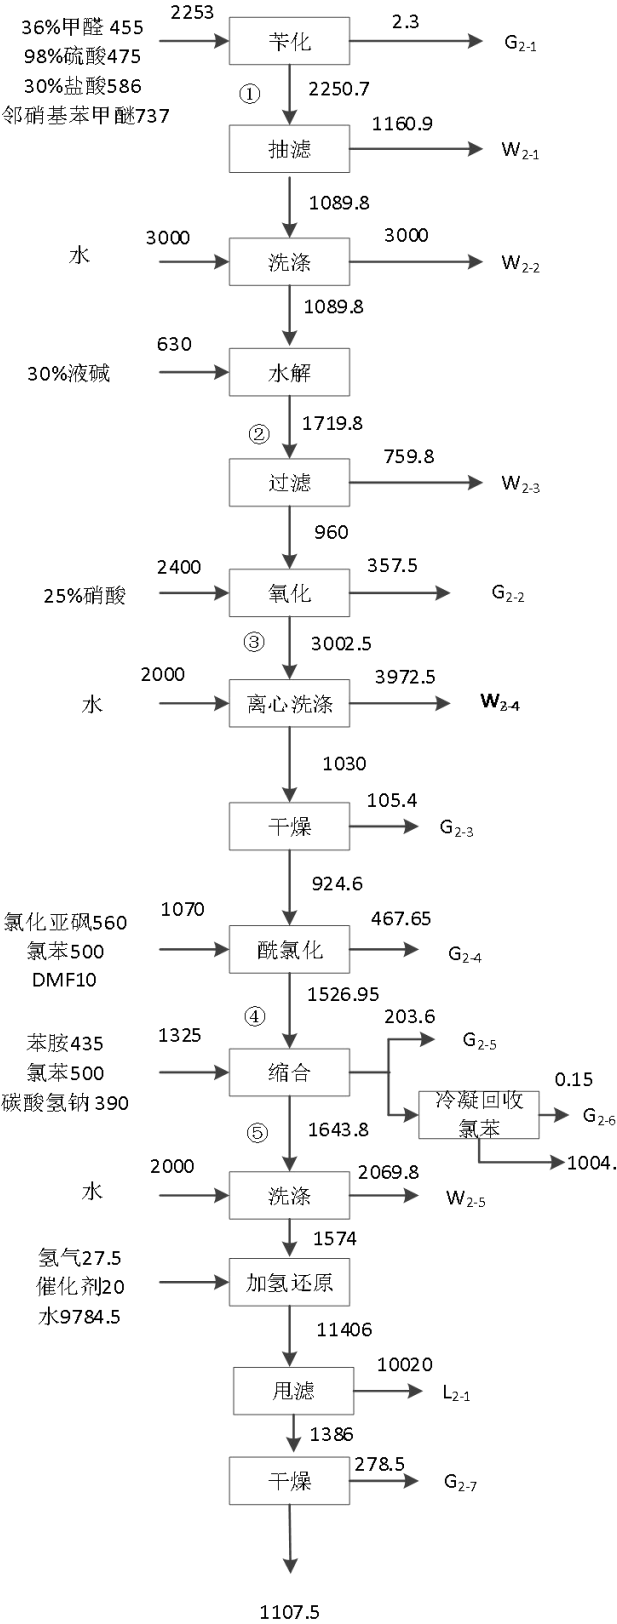 2253
36%甲醛 455
98%硫酸475
30%盐酸586
邻硝基苯甲醚737
苄化
2.3
G2-1
①
2250.7
抽滤
1160.9
W2-1
1089.8
水
3000
洗涤
3000
W2-2
1089.8
30%液碱
630
水解
②
1719.8
过滤
759.8
W2-3
960
25%硝酸
2400
氧化
357.5
G2-2
③
3002.5
水
2000
离心洗涤
3972.5
W2-4
1030
干燥
105.4
G2-3
924.6
氯化亚砜560
氯苯500
DMF10
1070
酰氯化
467.65
G2-4
④
1526.95
苯胺435
氯苯500
碳酸氢钠 390
1325
缩合
203.6
G2-5
冷凝回收
氯苯
0.15
G2-6
1004.
⑤
1643.8
水
2000
洗涤
2069.8
W2-5
1574
氢气27.5
催化剂20
水9784.5
加氢还原
11406
甩滤
10020
L2-1
1386
干燥
278.5
G2-7
1107.5